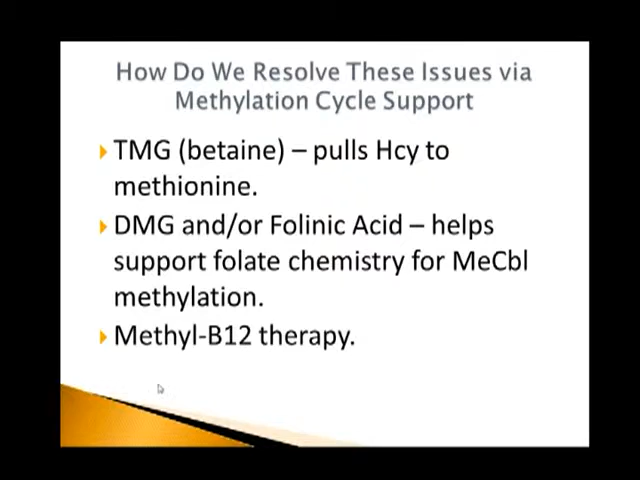 How Do We Resolve These Issues via
Methylation Cycle Support
TMG (betaine) – pulls Hcy to
methionine.
DMG and/or Folinic Acid – helps
support folate chemistry for MeCbl
methylation.
Methyl-B12 therapy.